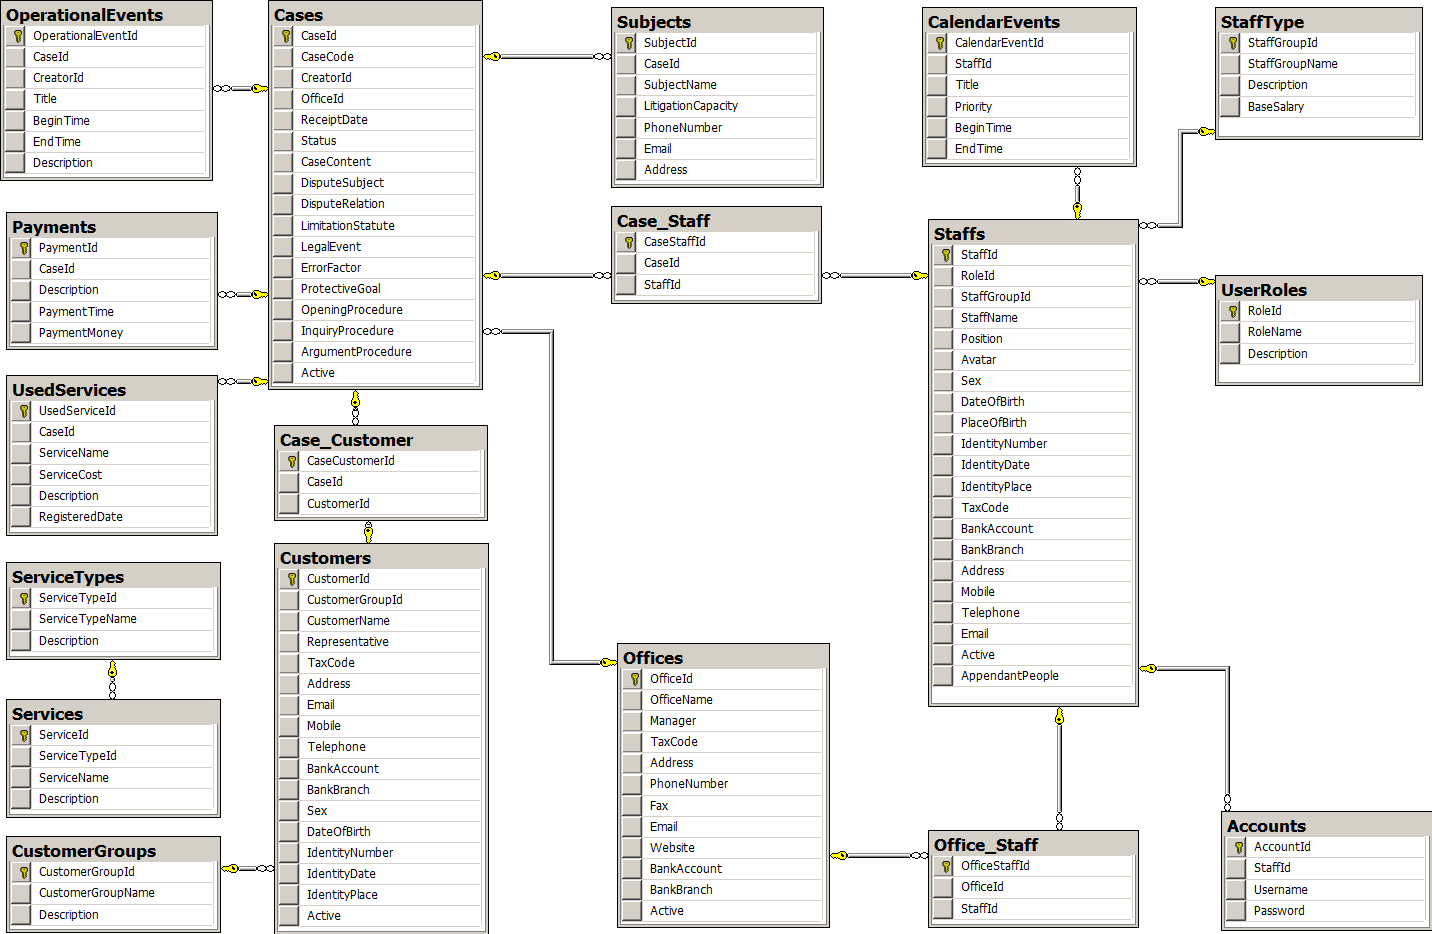 OperationalEvents
OperationalEventId
CaseId
CreatorId
Title
BeginTime
EndTime
Description
Cases
CaseId
CaseCode
CreatorId
OfficeId
ReceiptDate
Status
CaseContent
DisputeSubject
DisputeRelation
LimitationStatute
LegalEvent
ErrorFactor
ProtectiveGoal
OpeningProcedure
InquiryProcedure
ArgumentProcedure
Active
Subjects
SubjectId
CaseId
SubjectName
LitigationCapacity
PhoneNumber
Email
Address
CalendarEvents
CalendarEventId
StaffId
Title
Priority
BeginTime
EndTime
StaffType
StaffGroupId
StaffGroupName
Description
BaseSalary
Payments
PaymentId
CaseId
Description
PaymentTime
PaymentMoney
Case_Staff
CaseStaffId
CaseId
StaffId
Staffs
StaffId
RoleId
StaffGroupId
StaffName
Position
Avatar
Sex
DateOfBirth
PlaceOfBirth
IdentityNumber
IdentityDate
IdentityPlace
TaxCode
BankAccount
BankBranch
Address
Mobile
Telephone
Email
Active
AppendantPeople
UserRoles
RoleId
RoleName
Description
UsedServices
UsedServiceId
CaseId
ServiceName
ServiceCost
Description
RegisteredDate
Case_Customer
CaseCustomerId
CaseId
CustomerId
ServiceTypes
ServiceTypeId
ServiceTypeName
Description
Customers
CustomerId
CustomerGroupId
CustomerName
Representative
TaxCode
Address
Email
Mobile
Telephone
BankAccount
BankBranch
Sex
DateOfBirth
IdentityNumber
IdentityDate
IdentityPlace
Active
Services
ServiceId
ServiceTypeId
ServiceName
Description
Offices
OfficeId
OfficeName
Manager
TaxCode
Address
PhoneNumber
Fax
Email
Website
BankAccount
BankBranch
Active
CustomerGroups
CustomerGroupId
CustomerGroupName
Description
Office_Staff
OfficeStaffId
OfficeId
StaffId
Accounts
AccountId
StaffId
Username
Password